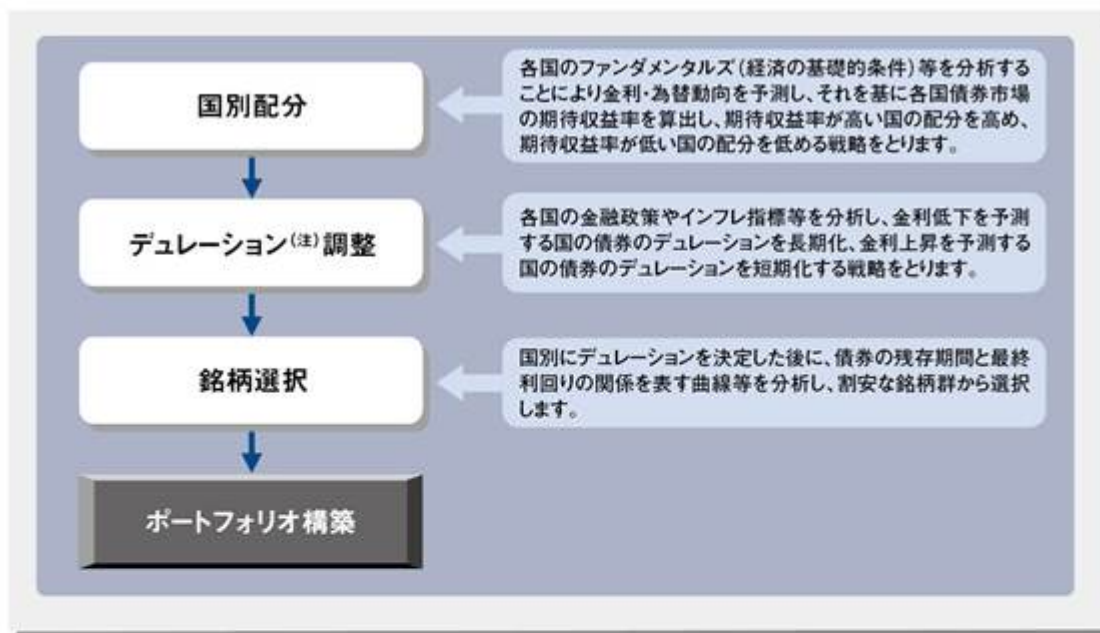 国別配分
各国のファンダメンタルズ(経済の基礎的条件)等を分析する
ことにより金利・為替動向を予測し、それを基に各国債券市場
の期待収益率を算出し、期待収益率が高い国の配分を高め、
期待収益率が低い国の配分を低める戦略をとります。
デュレーション(注)調整
各国の金融政策やインフレ指標等を分析し、金利低下を予測
する国の債券のデュレーションを長期化、金利上昇を予測する
国の債券のデュレーションを短期化する戦略をとります。
銘柄選択
国別にデュレーションを決定した後に、債券の残存期間と最終
利回りの関係を表す曲線等を分析し、割安な銘柄群から選択
します。
ポートフォリオ構築